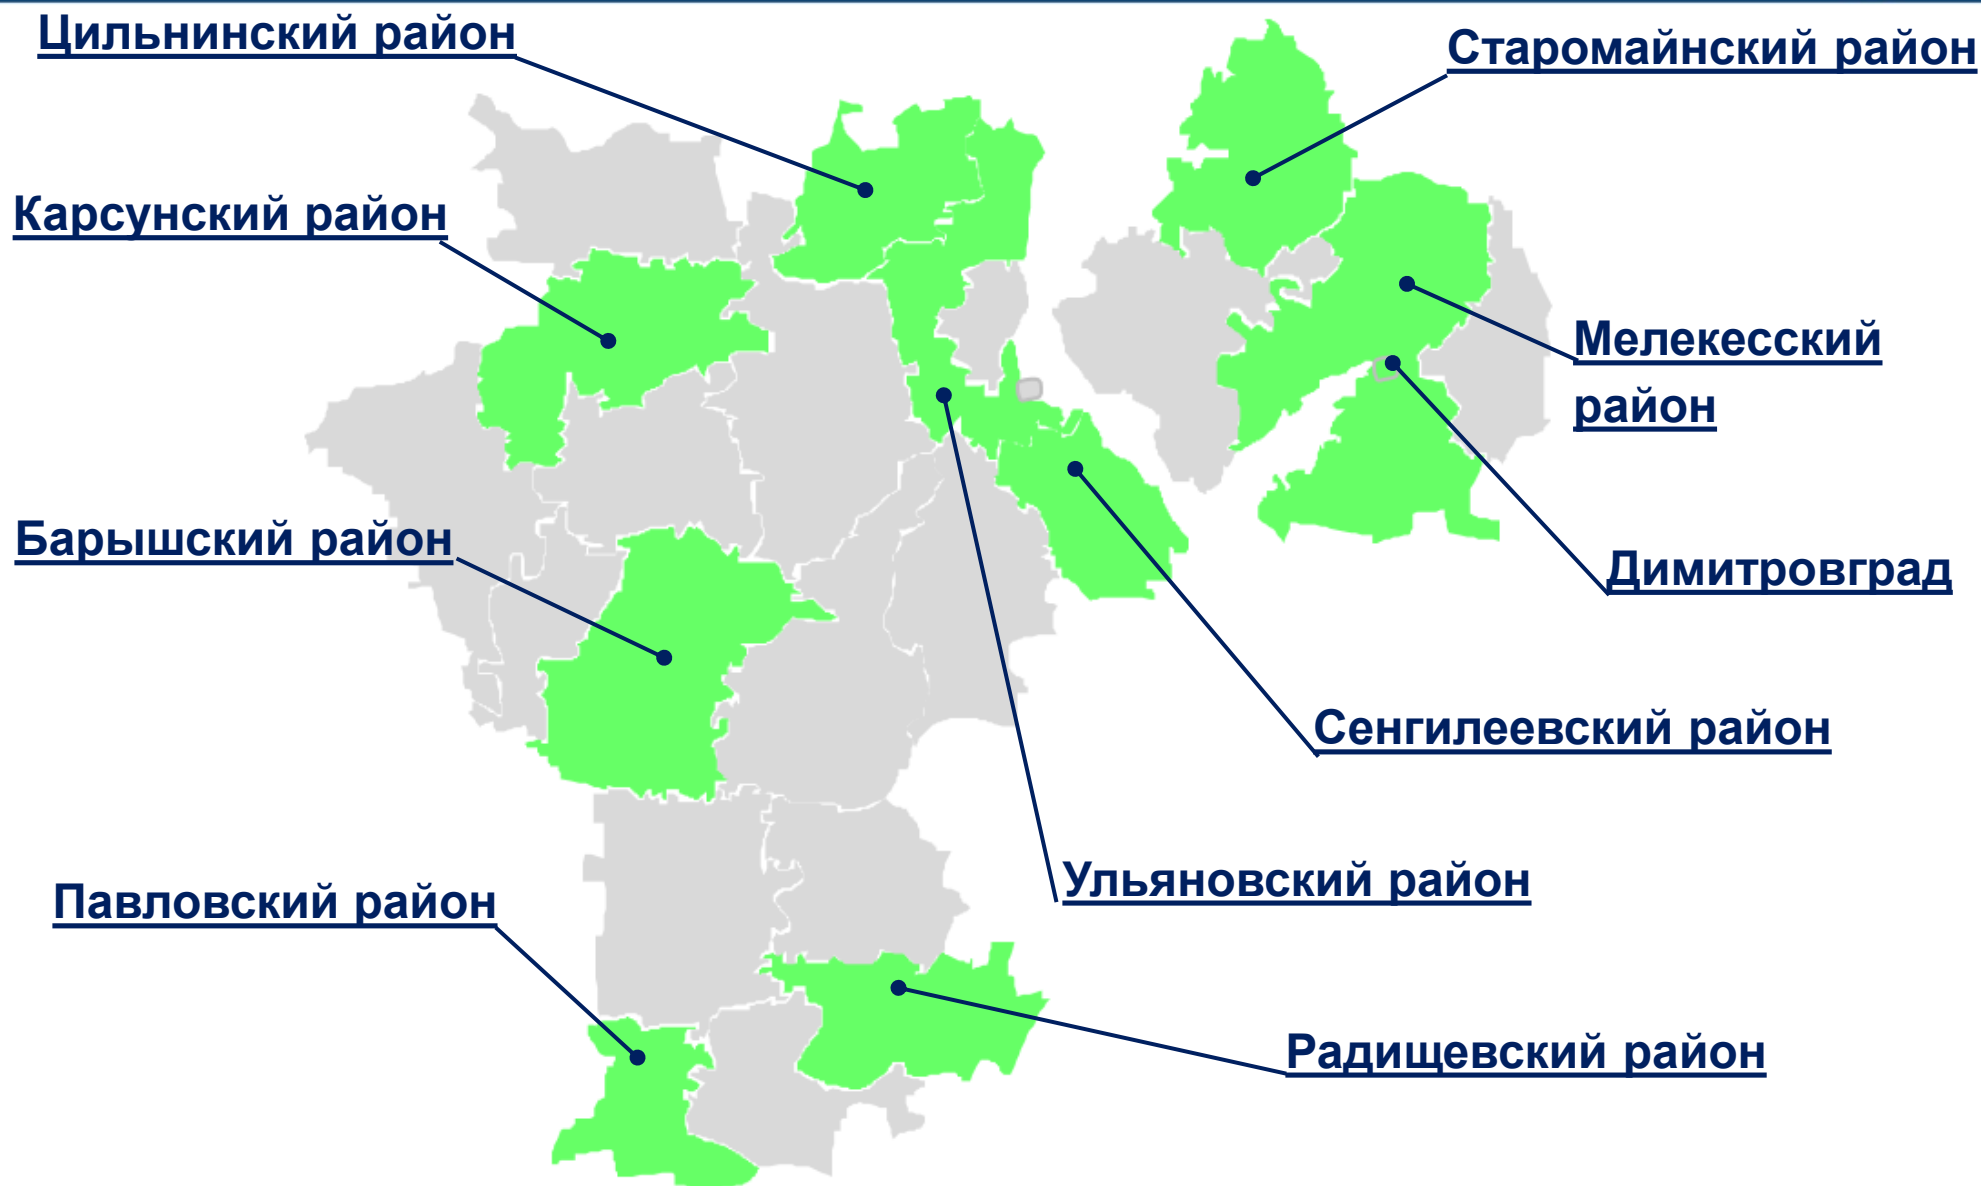 Цильнинский район
Старомайнский район
Карсунский район
Мелекесский
район
Барышский район
Димитровград
Сенгилеевский район
Ульяновский район
Павловский район
Радищевский район